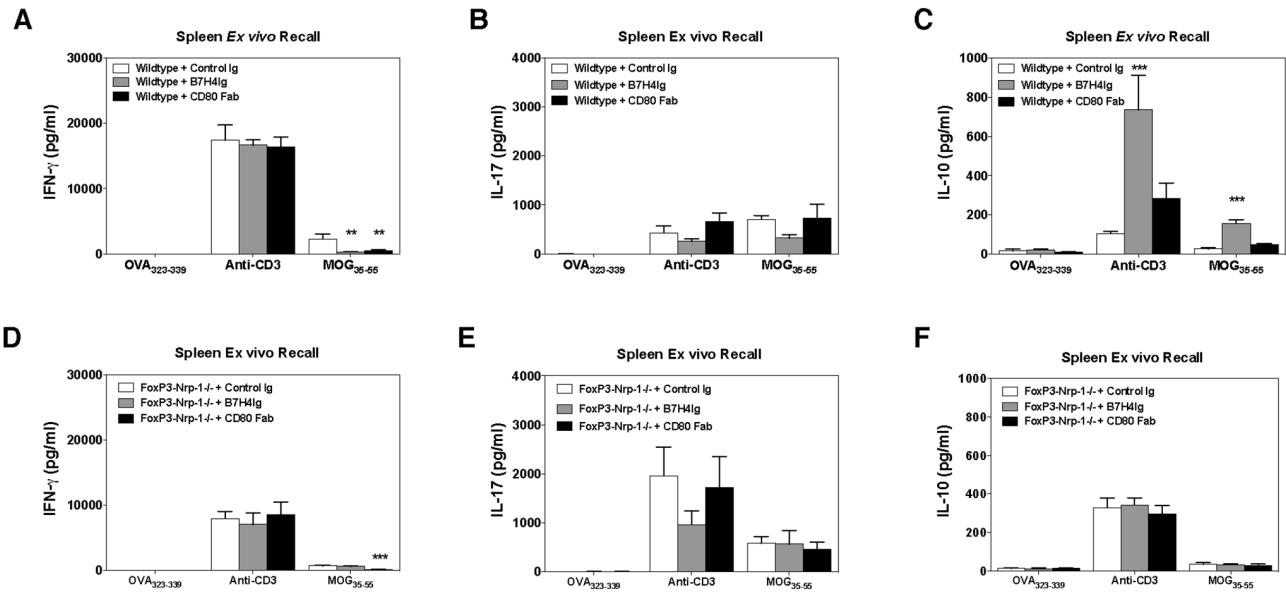 A
Spleen Ex vivo Recall
IFN-γ (pg/ml)
30000
20000
10000
0
Wildtype + Control Ig
Wildtype + B7H4Ig
Wildtype + CD80 Fab
** **
OVA323-339 Anti-CD3 MOG35-55
B
Spleen Ex vivo Recall
IL-17 (pg/ml)
4000
3000
2000
1000
0
Wildtype + Control Ig
Wildtype + B7H4Ig
Wildtype + CD80 Fab
OVA323-339 Anti-CD3 MOG35-55
C
Spleen Ex vivo Recall
IL-10 (pg/ml)
1000
800
600
400
200
0
Wildtype + Control Ig
Wildtype + B7H4Ig
Wildtype + CD80 Fab
***
***
OVA323-339 Anti-CD3 MOG35-55
D
Spleen Ex vivo Recall
IFN-γ (pg/ml)
30000
20000
10000
0
FoxP3-Nrp-1-/- + Control Ig
FoxP3-Nrp-1-/- + B7H4Ig
FoxP3-Nrp-1-/- + CD80 Fab
***
OVA323-339 Anti-CD3 MOG35-55
E
Spleen Ex vivo Recall
IL-17 (pg/ml)
4000
3000
2000
1000
0
FoxP3-Nrp-1-/- + Control Ig
FoxP3-Nrp-1-/- + B7H4Ig
FoxP3-Nrp-1-/- + CD80 Fab
OVA323-339 Anti-CD3 MOG35-55
F
Spleen Ex vivo Recall
IL-10 (pg/ml)
1000
800
600
400
200
0
FoxP3-Nrp-1-/- + Control Ig
FoxP3-Nrp-1-/- + B7H4Ig
FoxP3-Nrp-1-/- + CD80 Fab
OVA323-339 Anti-CD3 MOG35-55